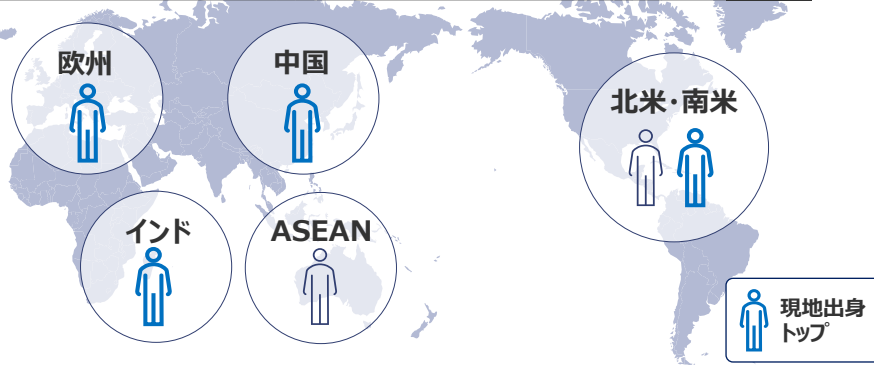 欧州
中国
北米・南米
インド
ASEAN
現地出身
トップ